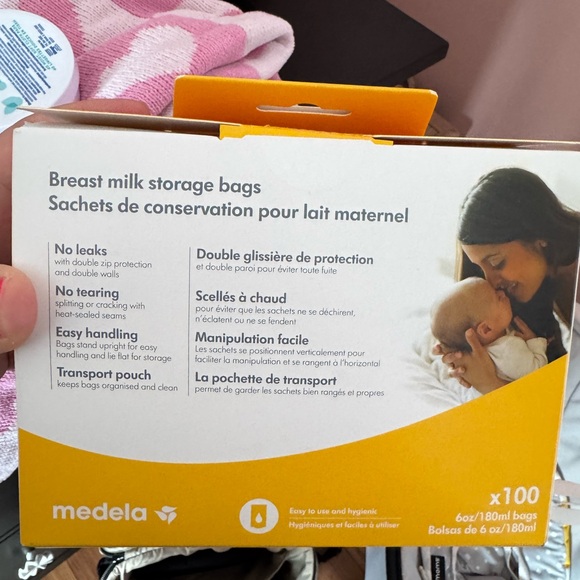 Breast milk storage bags
Sachets de conservation pour lait maternel
No leaks
with double zip protection
and double walls
No tearing
splitting or cracking with
heat-sealed seams
Easy handling
Bags stand upright for easy
handling and lie flat for storage
Transport pouch
keeps bags organised and clean
Double glissière de protection
et double paroi pour éviter toute fuite
Scellés à chaud
pour éviter que les sachets ne se déchirent,
n'éclatent ou ne se fendent
Manipulation facile
Les sachets se positionnent verticalement pour
faciliter la manipulation et se rangent à l'horizontal
La pochette de transport
permet de garder les sachets bien rangés et propres
medela
Easy to use and hygienic
Hygiéniques et faciles à utiliser
x100
6oz/180ml bags
Bolsas de 6 oz/180ml